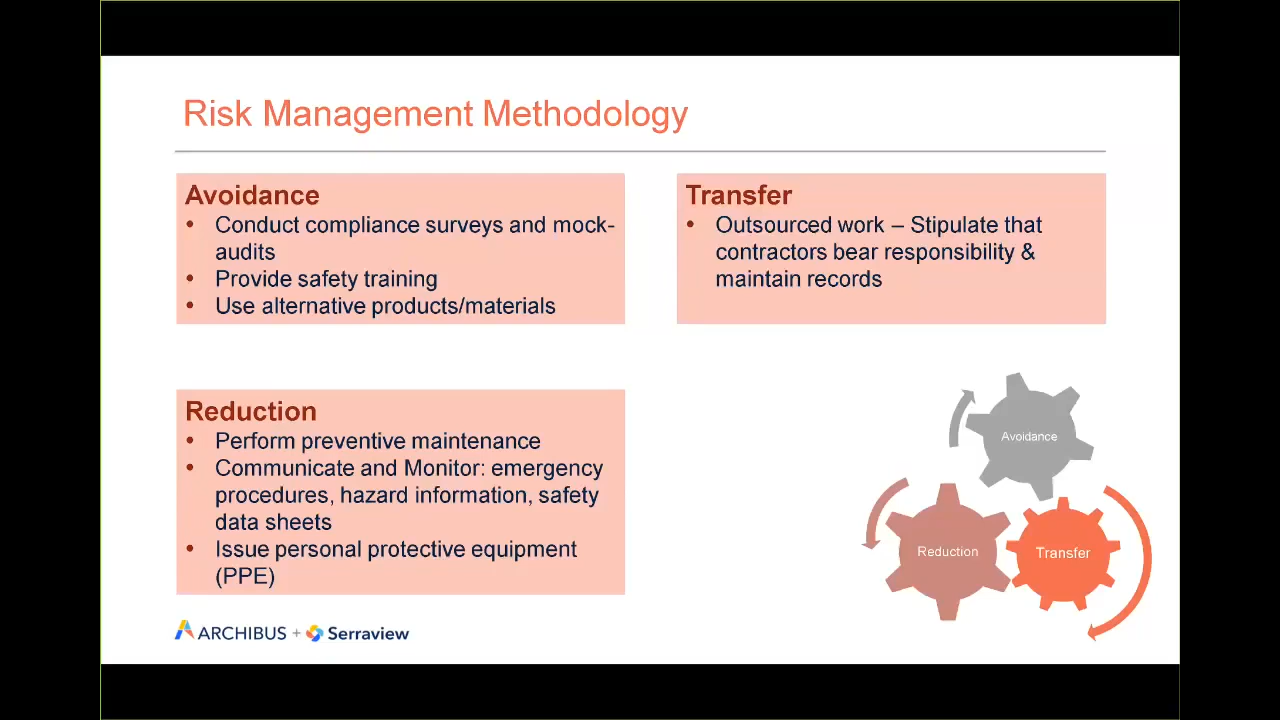 Risk Management Methodology
Avoidance
• Conduct compliance surveys and mock-
audits
• Provide safety training
• Use alternative products/materials
Transfer
• Outsourced work – Stipulate that
contractors bear responsibility &
maintain records
Reduction
• Perform preventive maintenance
• Communicate and Monitor: emergency
procedures, hazard information, safety
data sheets
• Issue personal protective equipment
(PPE)
Avoidance
Reduction
Transfer
ARCHIBUS + Serraview